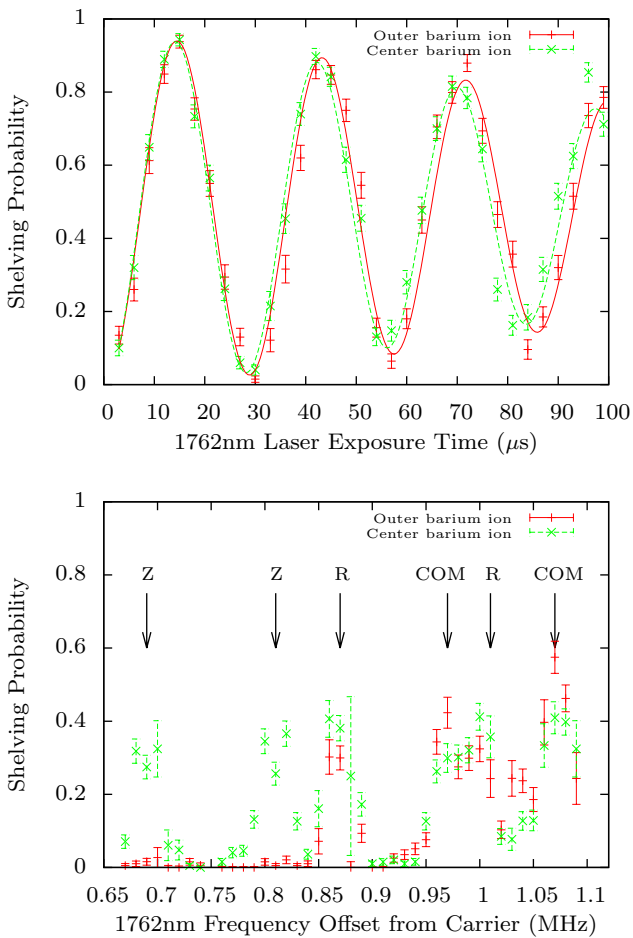 1
0.8
0.6
0.4
0.2
0
Shelving Probability
Outer barium ion
Center barium ion
0 10 20 30 40 50 60 70 80 90 100
1762nm Laser Exposure Time (μs)
1
0.8
0.6
0.4
0.2
0
Shelving Probability
Outer barium ion
Center barium ion
Z Z R COM R COM
0.65 0.7 0.75 0.8 0.85 0.9 0.95 1 1.05 1.1
1762nm Frequency Offset from Carrier (MHz)